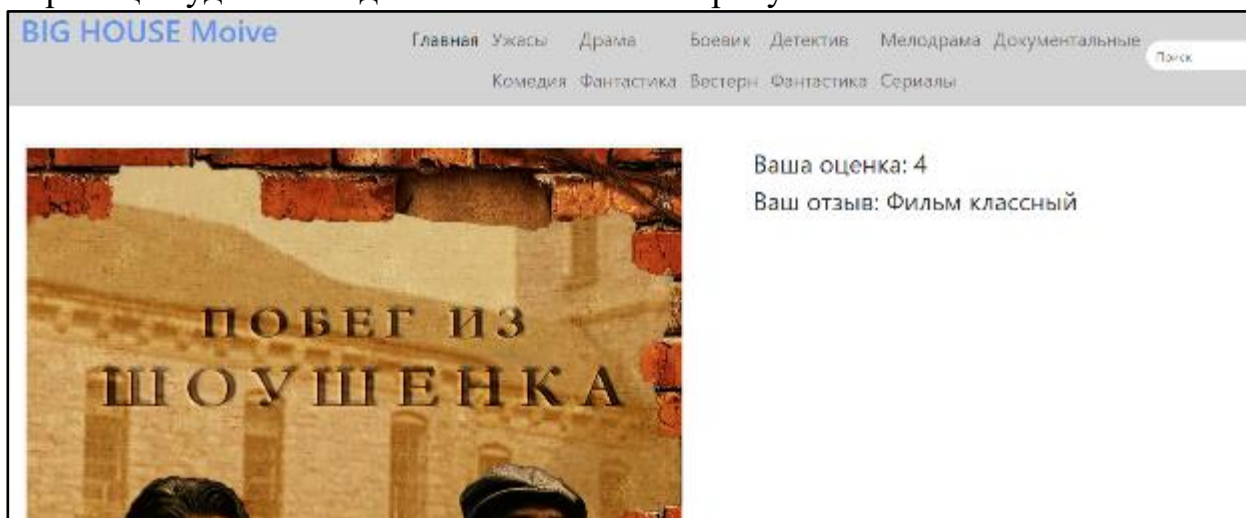 BIG HOUSE Moive
Главная Ужасы Драма Боевик Детектив Мелодрама Документальные
Поиск
Комедия Фантастика Вестерн Фантастика Сериалы
Ваша оценка: 4
Ваш отзыв: Фильм классный
ПОБЕГ ИЗ
ШОУШЕНКА